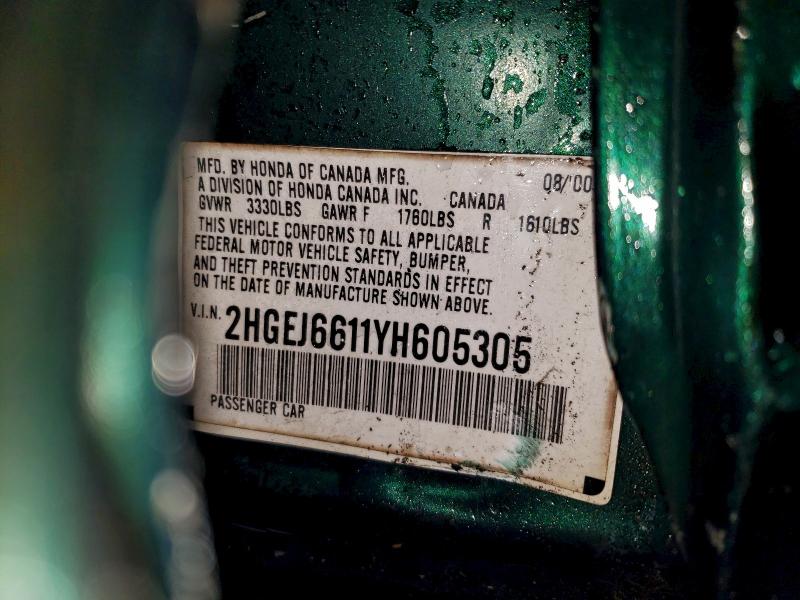 MFD. BY HONDA OF CANADA MFG. 08/'00
A DIVISION OF HONDA CANADA INC. CANADA
GVWR 3330LBS GAWR F 1760LBS R 1610LBS
THIS VEHICLE CONFORMS TO ALL APPLICABLE
FEDERAL MOTOR VEHICLE SAFETY, BUMPER,
AND THEFT PREVENTION STANDARDS IN EFFECT
ON THE DATE OF MANUFACTURE SHOWN ABOVE.
V.I.N. 2HGEJ6611YH605305
PASSENGER CAR